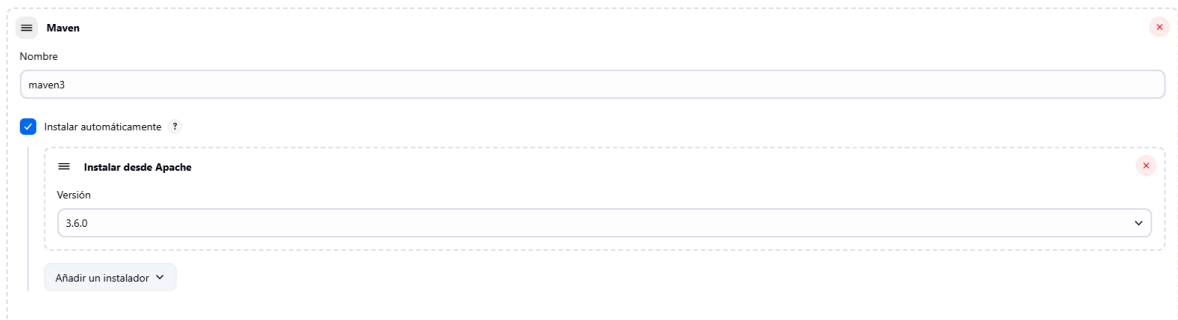 Maven
Nombre
maven3
Instalar automáticamente ?
Instalar desde Apache
Versión
3.6.0
Añadir un instalador